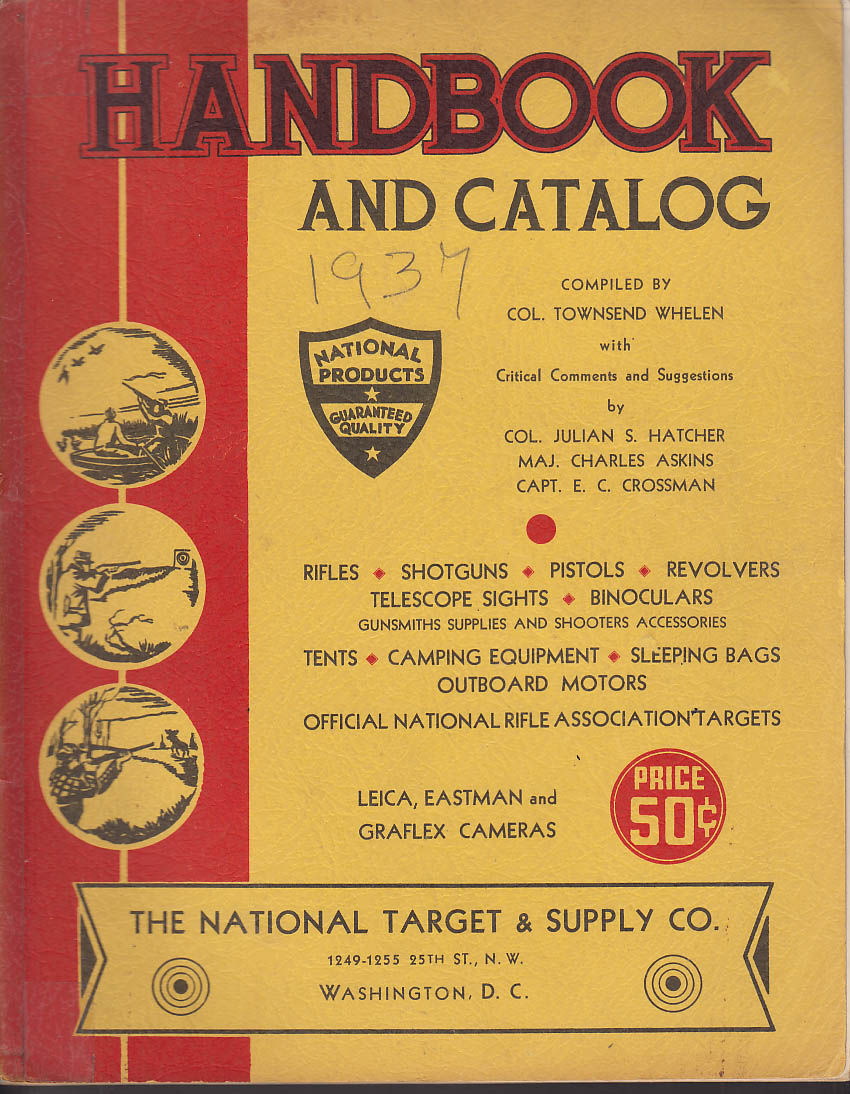 HANDBOOK
AND CATALOG
1937
COMPILED BY
COL. TOWNSEND WHELEN
with
Critical Comments and Suggestions
by
COL. JULIAN S. HATCHER
MAJ. CHARLES ASKINS
CAPT. E. C. CROSSMAN
NATIONAL
PRODUCTS
GUARANTEED
QUALITY
RIFLES ◆ SHOTGUNS ◆ PISTOLS ◆ REVOLVERS
TELESCOPE SIGHTS ◆ BINOCULARS
GUNSMITHS SUPPLIES AND SHOOTERS ACCESSORIES
TENTS ◆ CAMPING EQUIPMENT ◆ SLEEPING BAGS
OUTBOARD MOTORS
OFFICIAL NATIONAL RIFLE ASSOCIATION TARGETS
LEICA, EASTMAN and
GRAFLEX CAMERAS
PRICE
50¢
THE NATIONAL TARGET & SUPPLY CO.
1249-1255 25TH ST., N. W.
WASHINGTON, D. C.